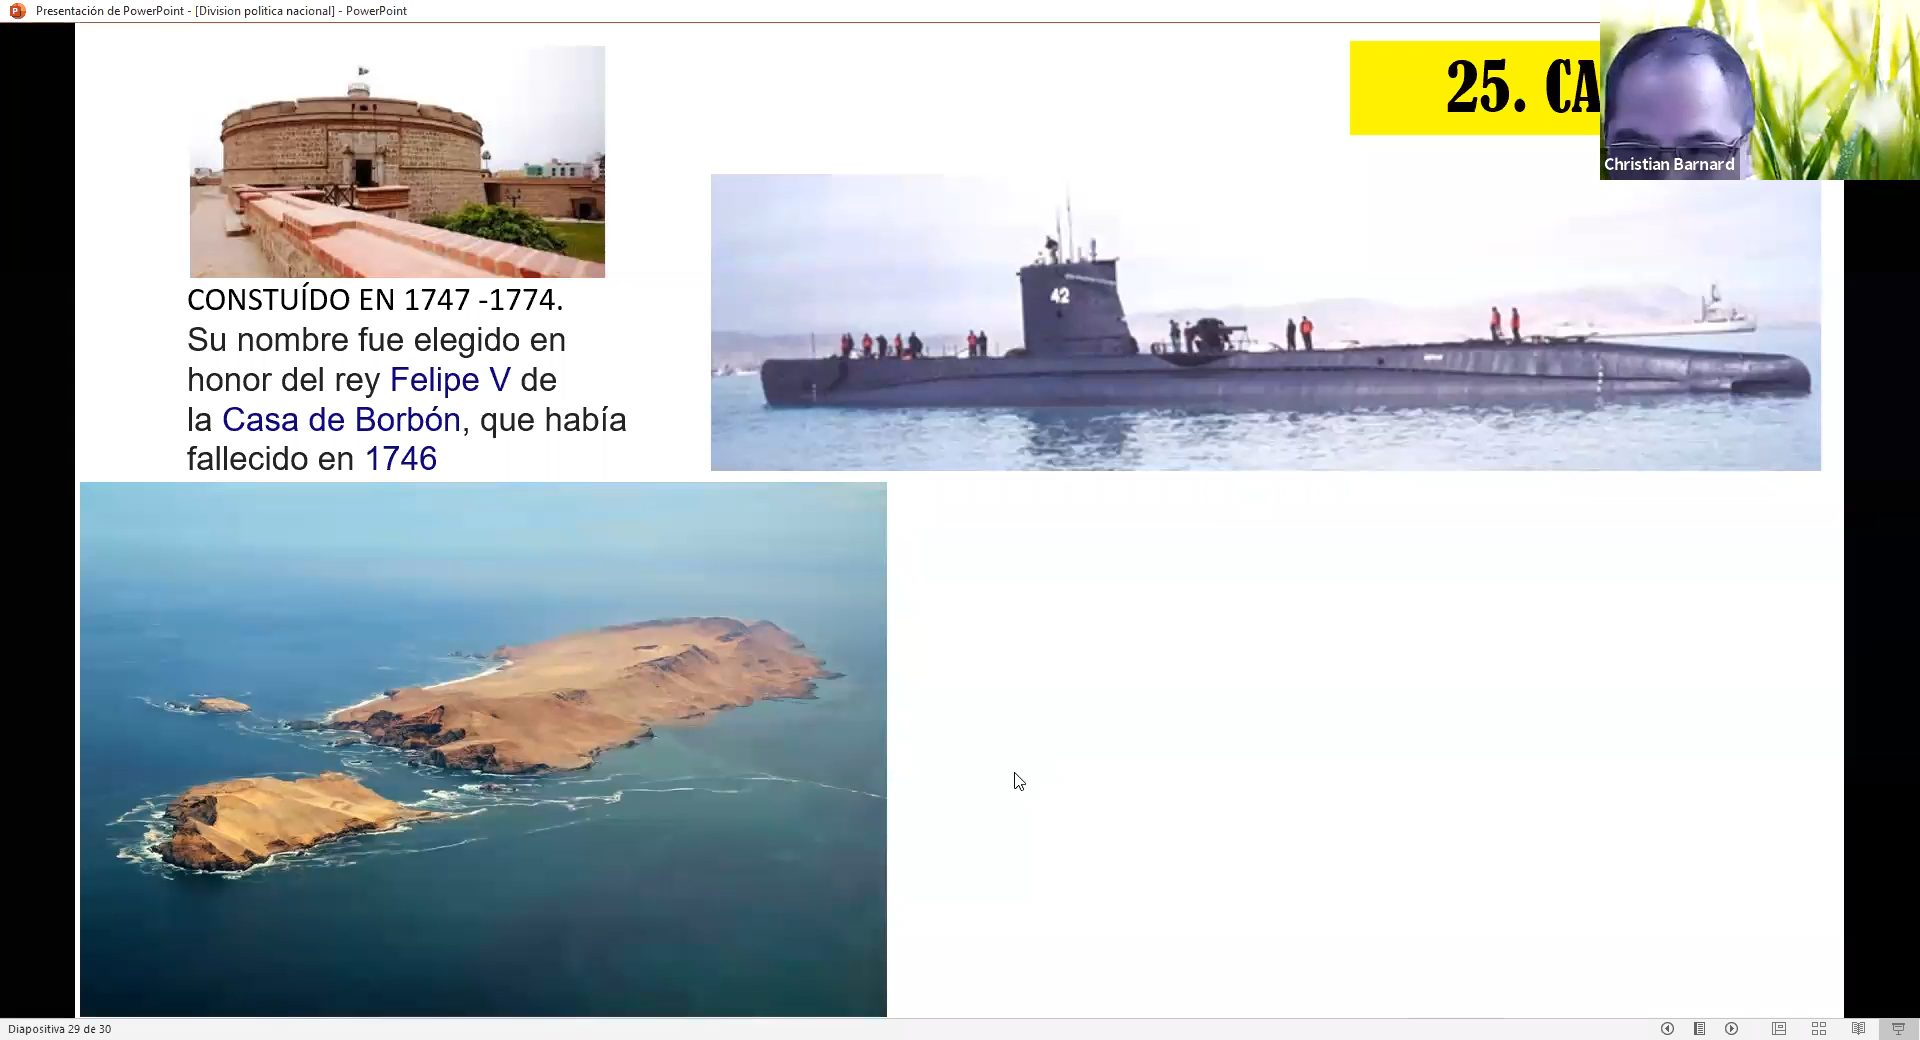 Presentación de PowerPoint - [Division politica nacional] - PowerPoint
25. CA
Christian Barnard
42
CONSTUÍDO EN 1747 -1774.
Su nombre fue elegido en
honor del rey Felipe V de
la Casa de Borbón, que había
fallecido en 1746
Diapositiva 29 de 30